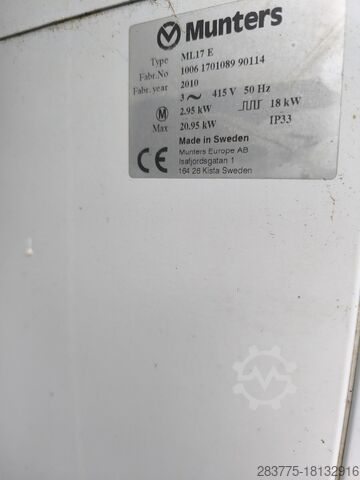 Munters
Type ML17 E
Fabr.No 1006 1701089 90114
Fabr. year 2010
3 ~ 415 V 50 Hz
M 2.95 kW 18 kW
Max 20.95 kW IP33
Made in Sweden
Munters Europe AB
Isafjordsgatan 1
164 26 Kista Sweden
CE
283775-18132916